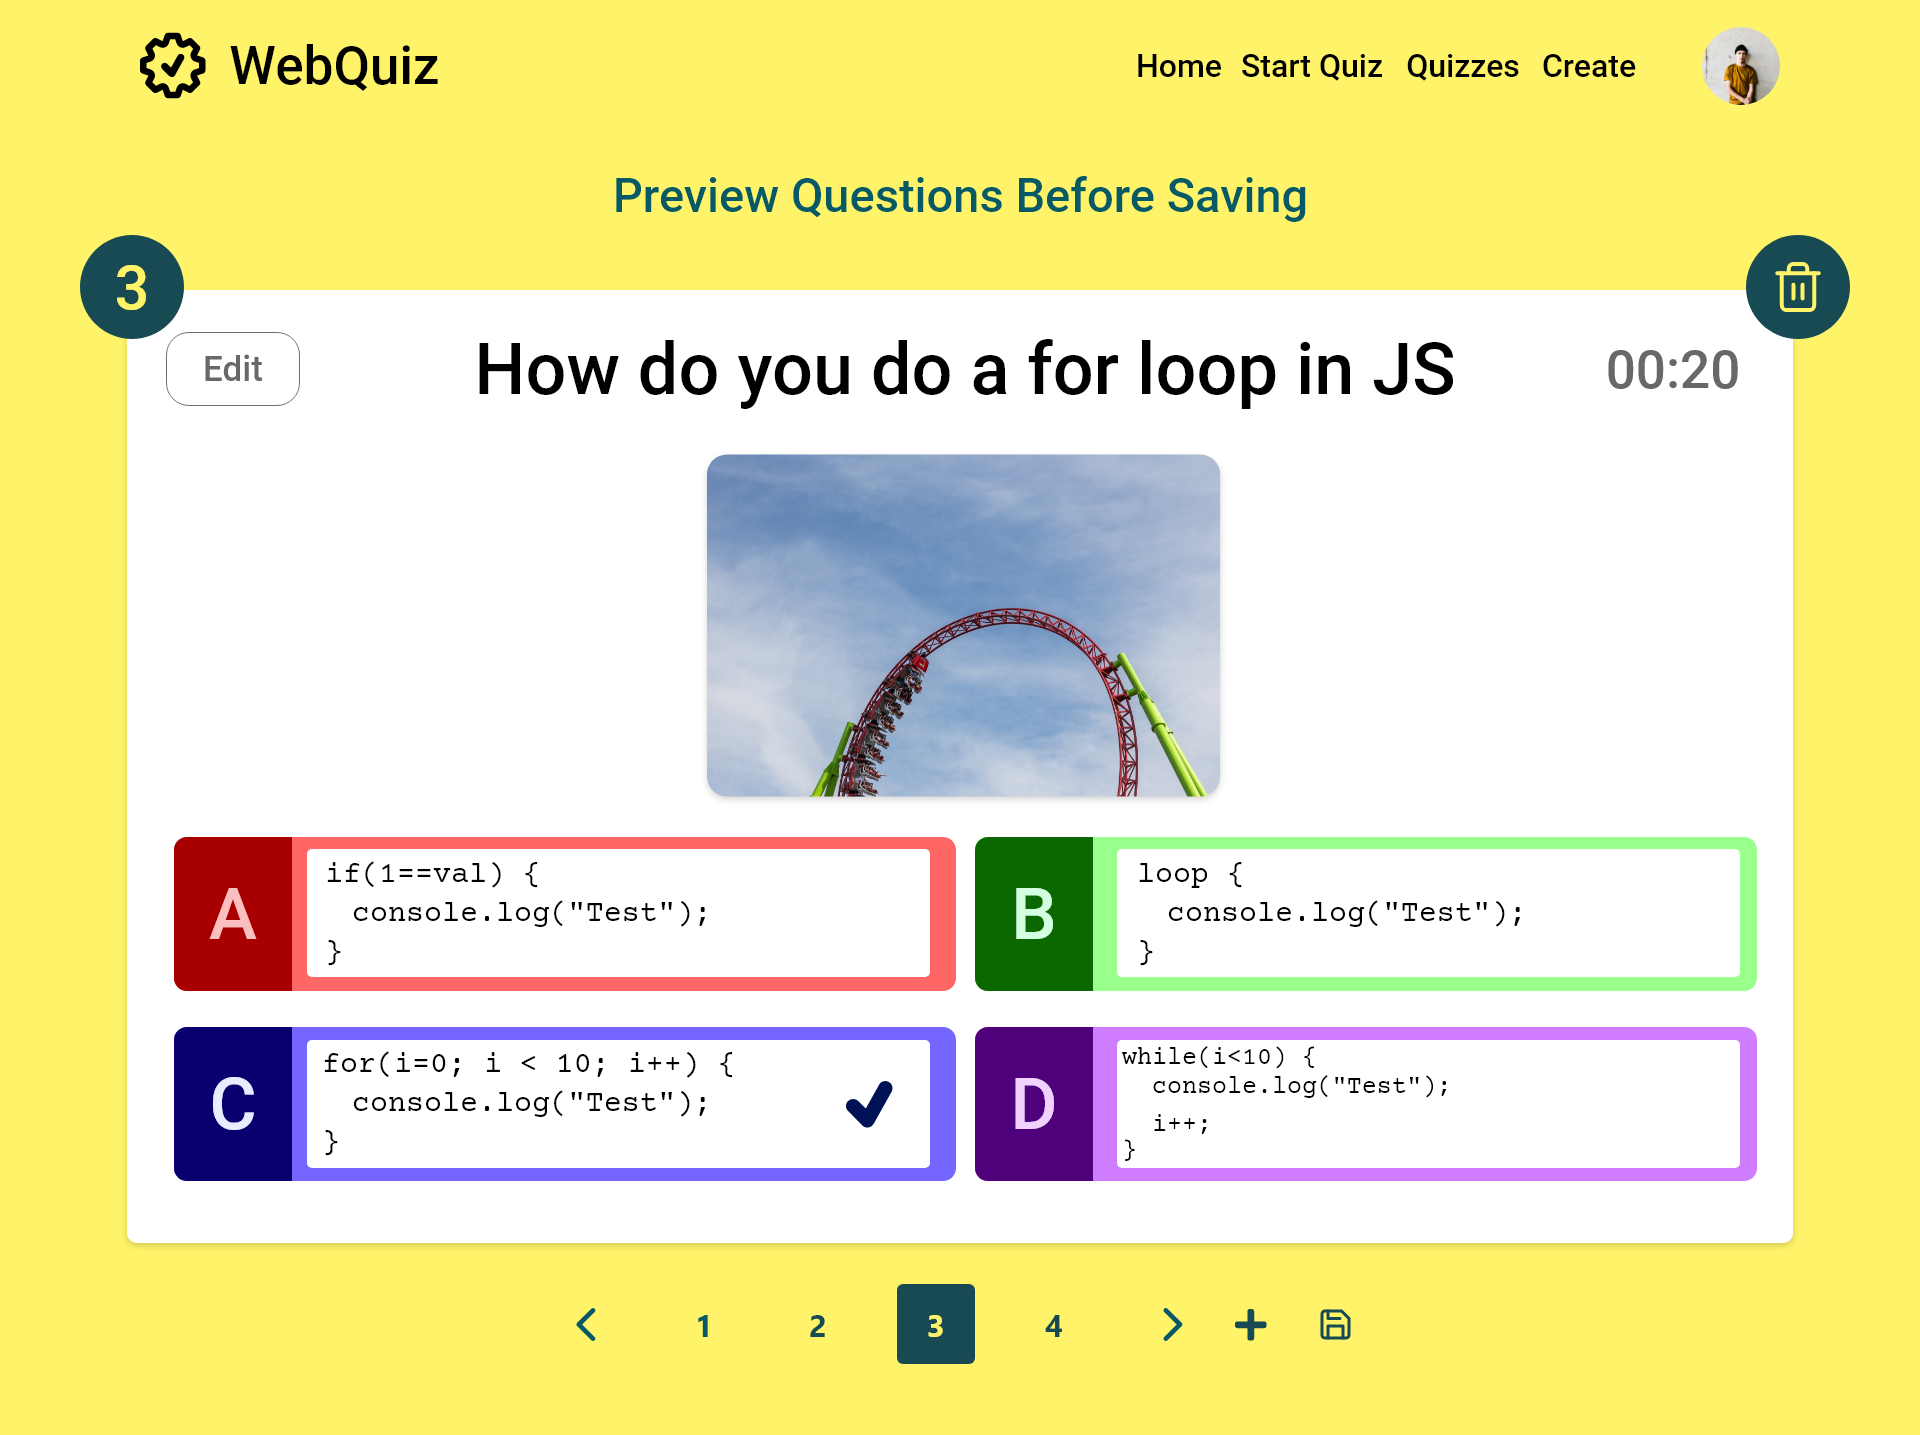 WebQuiz
Home Start Quiz Quizzes Create
Preview Questions Before Saving
3
Edit
How do you do a for loop in JS
00:20
A
if(1==val) {
  console.log("Test");
}
B
loop {
  console.log("Test");
}
C
for(i=0; i < 10; i++) {
  console.log("Test");
}
D
while(i<10) {
  console.log("Test");
  i++;
}
1 2 3 4